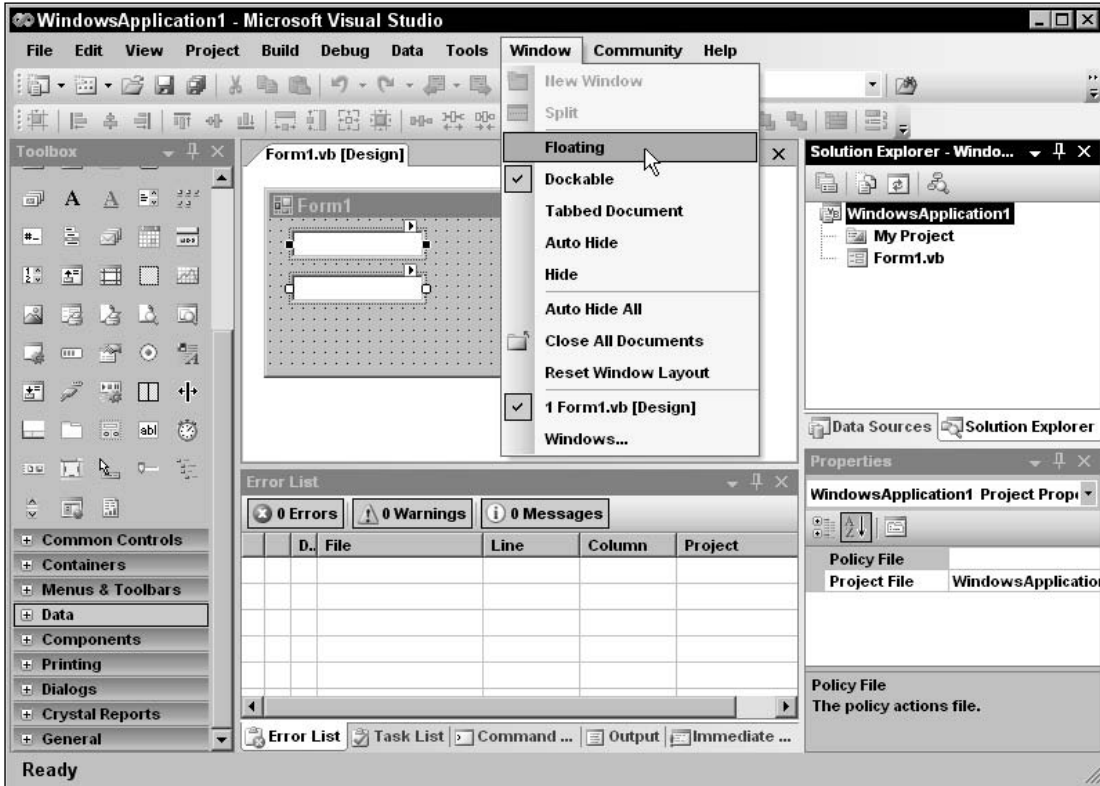 WindowsApplication1 - Microsoft Visual Studio
File Edit View Project Build Debug Data Tools Window Community Help
New Window
Split
Floating
Dockable
Tabbed Document
Auto Hide
Hide
Auto Hide All
Close All Documents
Reset Window Layout
1 Form1.vb [Design]
Windows...
Toolbox
Common Controls
Containers
Menus & Toolbars
Data
Components
Printing
Dialogs
Crystal Reports
General
Form1.vb [Design]
Form1
Error List
0 Errors
0 Warnings
0 Messages
D.. File Line Column Project
Error List Task List Command ... Output Immediate ...
Solution Explorer - Windo...
WindowsApplication1
My Project
Form1.vb
Data Sources Solution Explorer
Properties
WindowsApplication1 Project Prope
Policy File
Project File WindowsApplicatio
Policy File
The policy actions file.
Ready